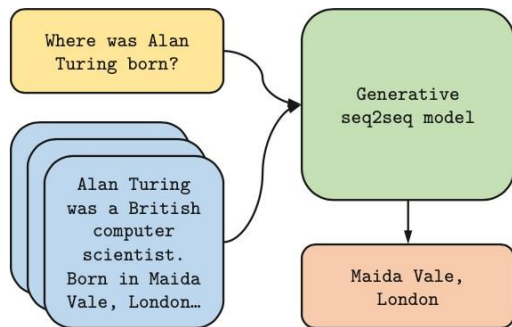 Where was Alan
Turing born?
Generative
seq2seq model
Alan Turing
was a British
computer
scientist.
Born in Maida
Vale, London…
Maida Vale,
London